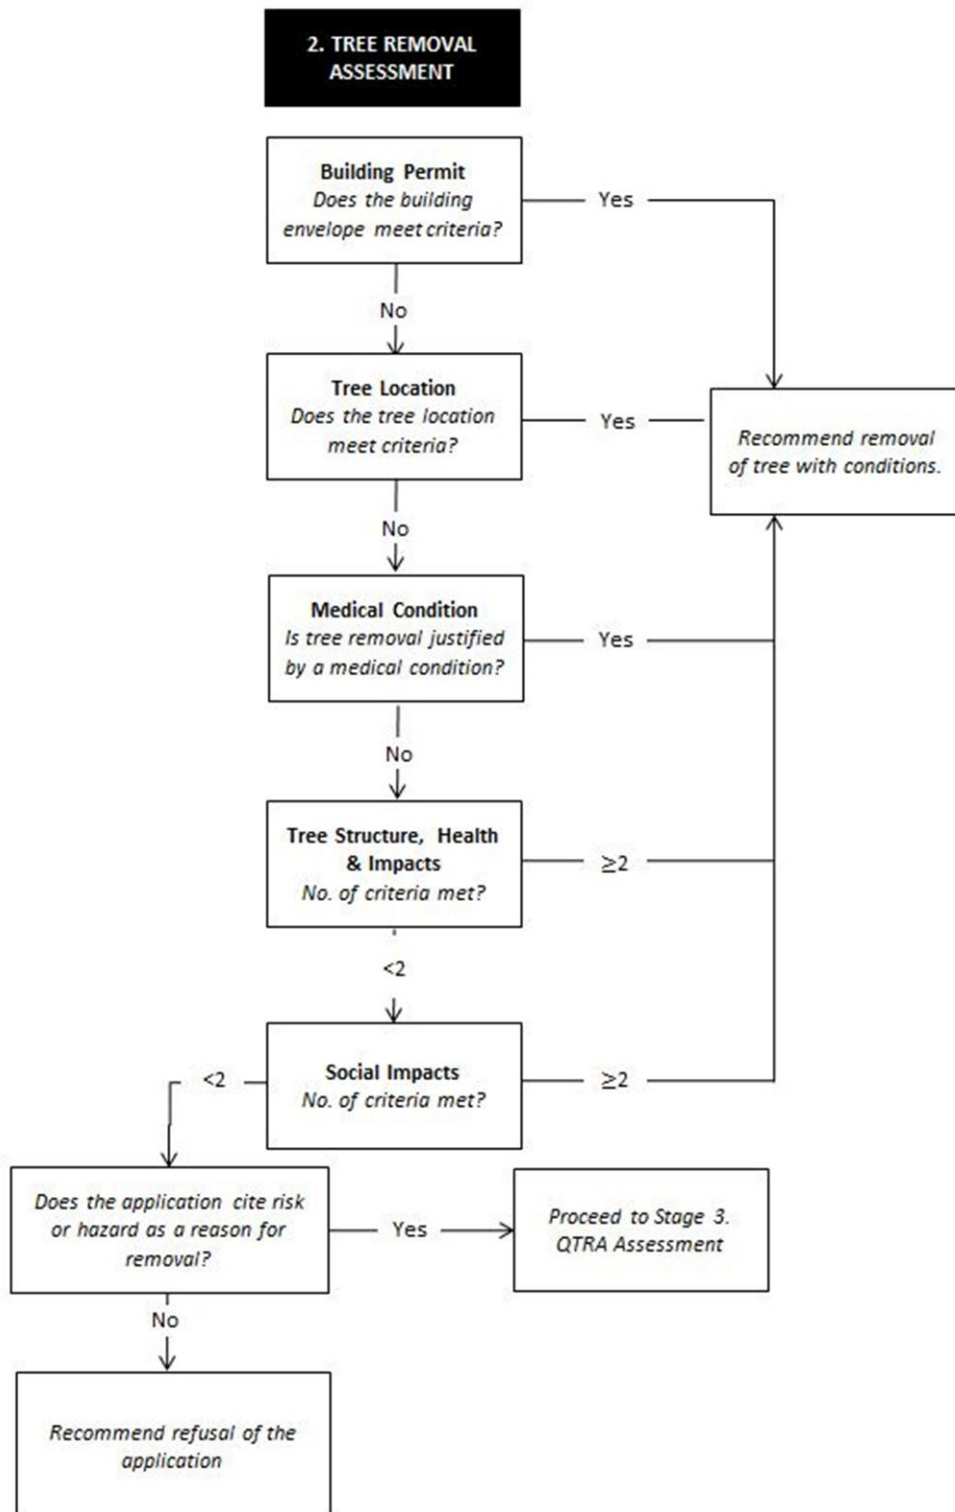 2. TREE REMOVAL
ASSESSMENT
Building Permit
Does the building
envelope meet criteria?
Yes
No
Tree Location
Does the tree location
meet criteria?
Yes
Recommend removal
of tree with conditions.
No
Medical Condition
Is tree removal justified
by a medical condition?
Yes
No
Tree Structure, Health
& Impacts
No. of criteria met?
≥2
<2
Social Impacts
No. of criteria met?
<2
≥2
Does the application cite risk
or hazard as a reason for
removal?
Yes
Proceed to Stage 3.
QTRA Assessment
No
Recommend refusal of the
application